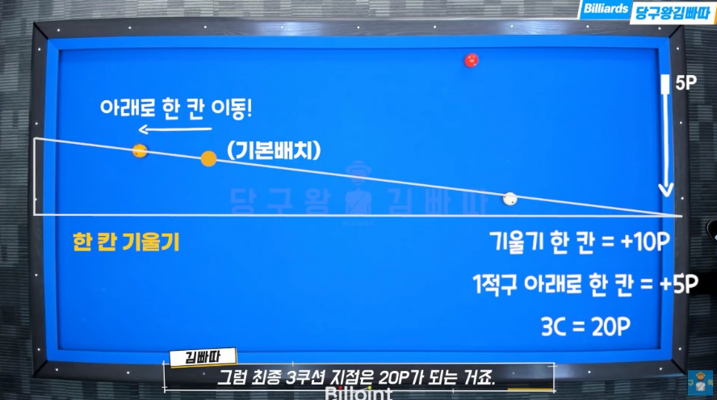 Billiards 당구왕김빠따
5P
아래로 한 칸 이동!
(기본배치)
당구왕 김빠따
한 칸 기울기
기울기 한 칸 = +10P
1적구 아래로 한 칸 = +5P
3C = 20P
김빠따
그럼 최종 3쿠션 지점은 20P가 되는 거죠.
Billoint